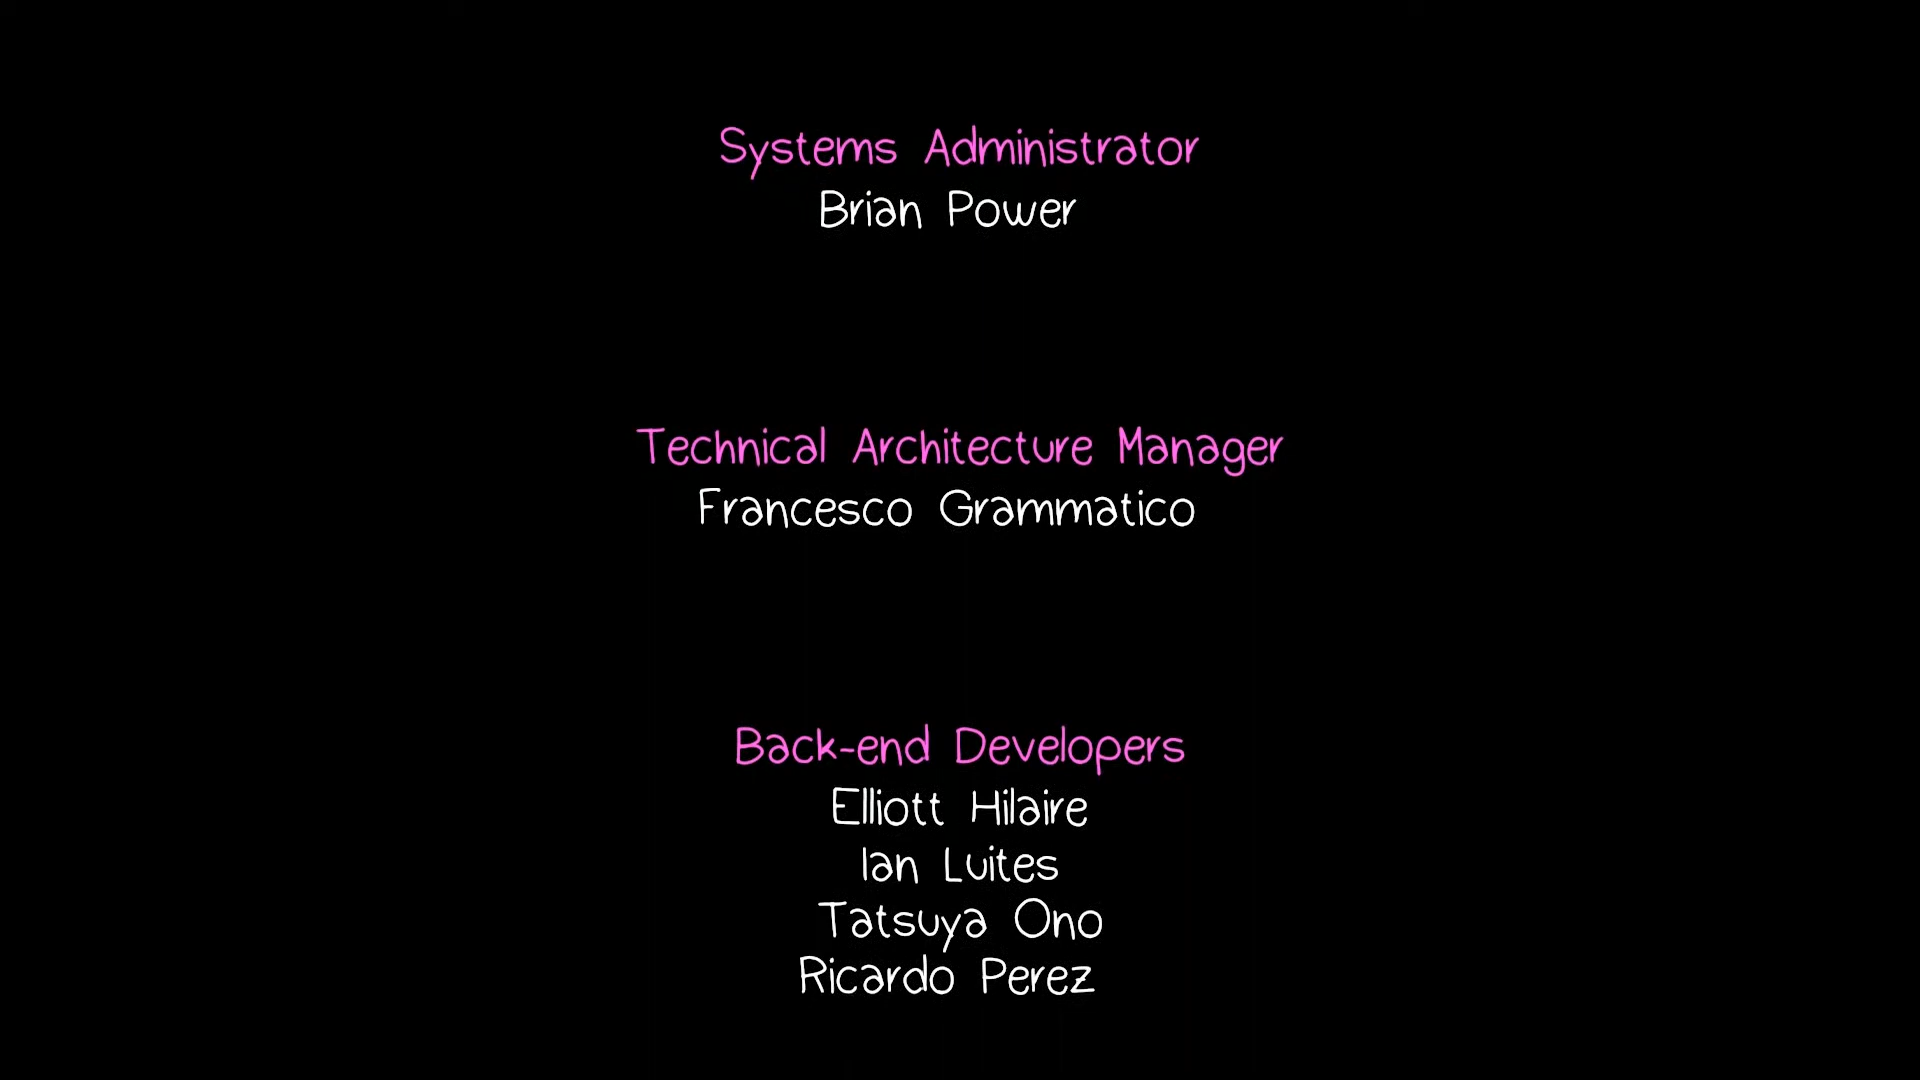 Systems Administrator
Brian Power
Technical Architecture Manager
Francesco Grammatico
Back-end Developers
Elliott Hilaire
Ian Luites
Tatsuya Ono
Ricardo Perez